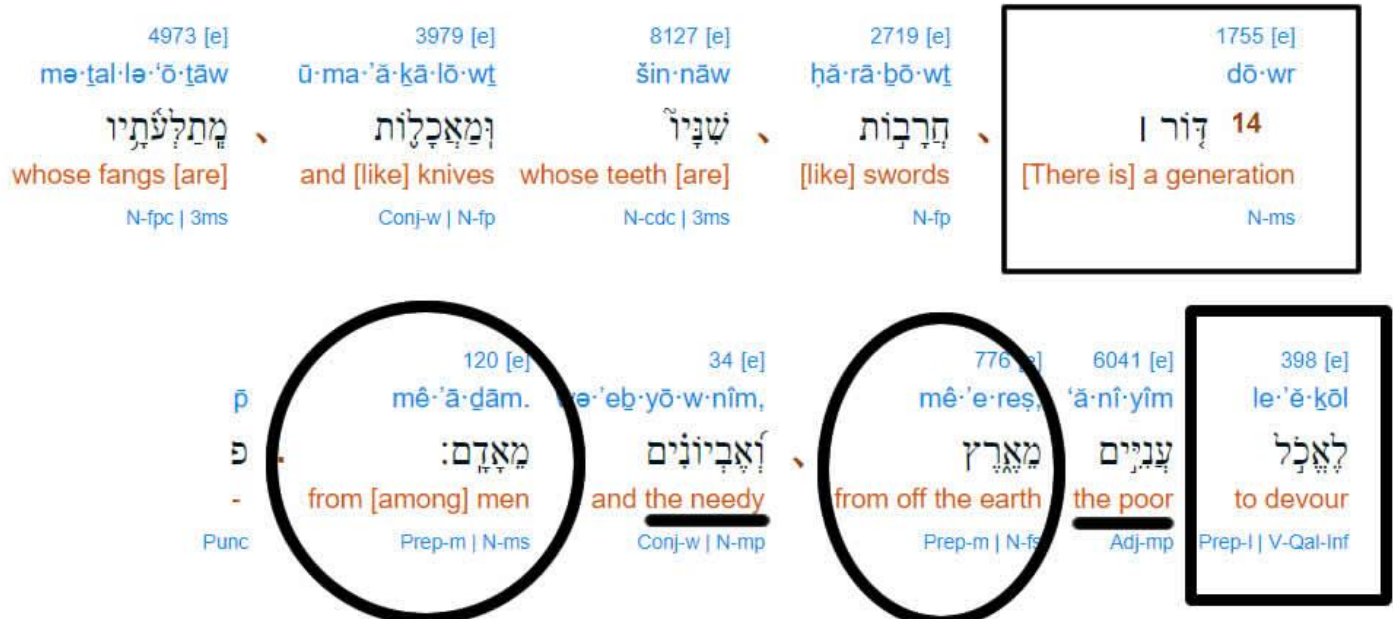 4973 [e] 3979 [e] 8127 [e] 2719 [e] 1755 [e]
mə·ṯal·lə·‘ō·ṯāw ū·ma·’ă·ḵā·lō·wṯ šin·nāw ḥă·rā·ḇō·wṯ dō·wr
14 דּ֤וֹר ׀ 、 חֲרָב֣וֹת 、 שִׁנָּיו֮ וּֽמַאֲכָל֪וֹת 、 מְֽתַלְּעֹ֫תָ֥יו
whose fangs [are] and [like] knives whose teeth [are] [like] swords [There is] a generation
N-fpc | 3ms Conj-w | N-fp N-cdc | 3ms N-fp N-ms
120 [e] 34 [e] 776 [e] 6041 [e] 398 [e]
p̄ mê·’ā·ḏām. wə·’eḇ·yō·w·nîm, mê·’e·reṣ, ‘ă·nî·yîm le·’ĕ·ḵōl
לֶאֱכֹ֣ל עֲנִיִּ֣ים מֵאֶ֑רֶץ 、 וְ֝אֶבְיוֹנִ֗ים מֵאָדָֽם׃ . פ
- from [among] men and the needy from off the earth the poor to devour
Punc Prep-m | N-ms Conj-w | N-mp Prep-m | N-fs Adj-mp Prep-l | V-Qal-Inf